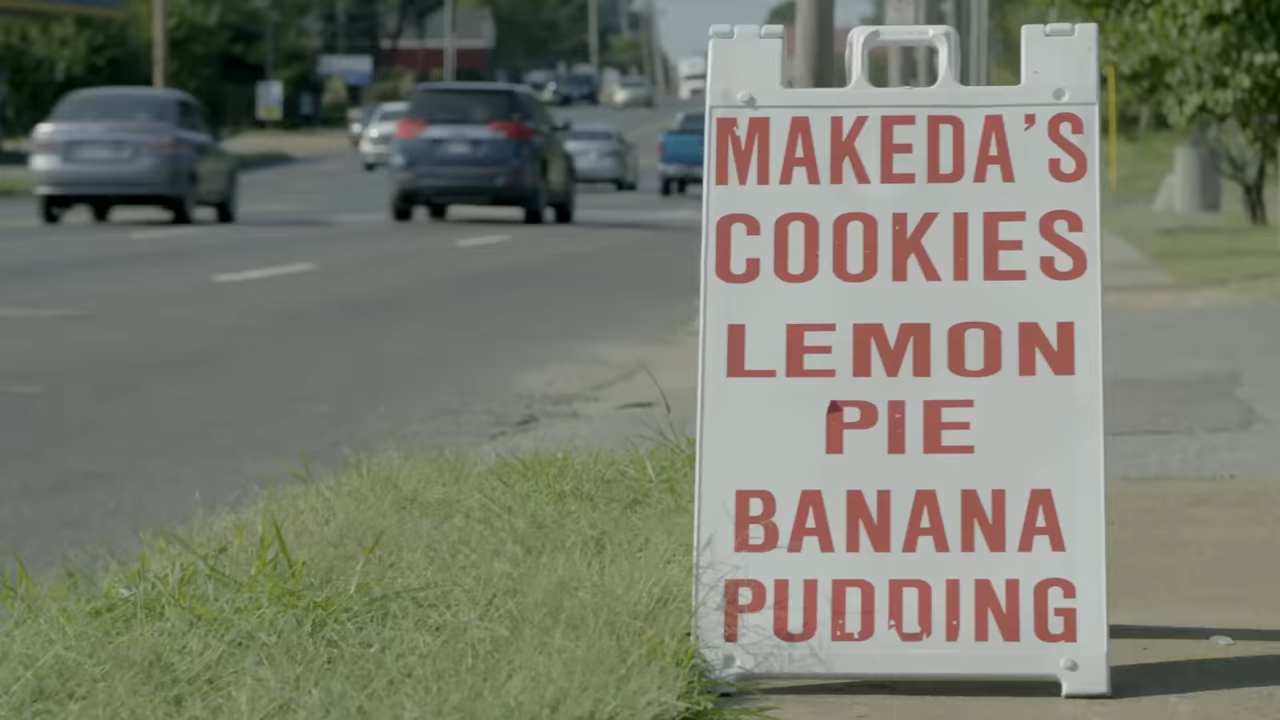 MAKEDA'S
COOKIES
LEMON
PIE
BANANA
PUDDING